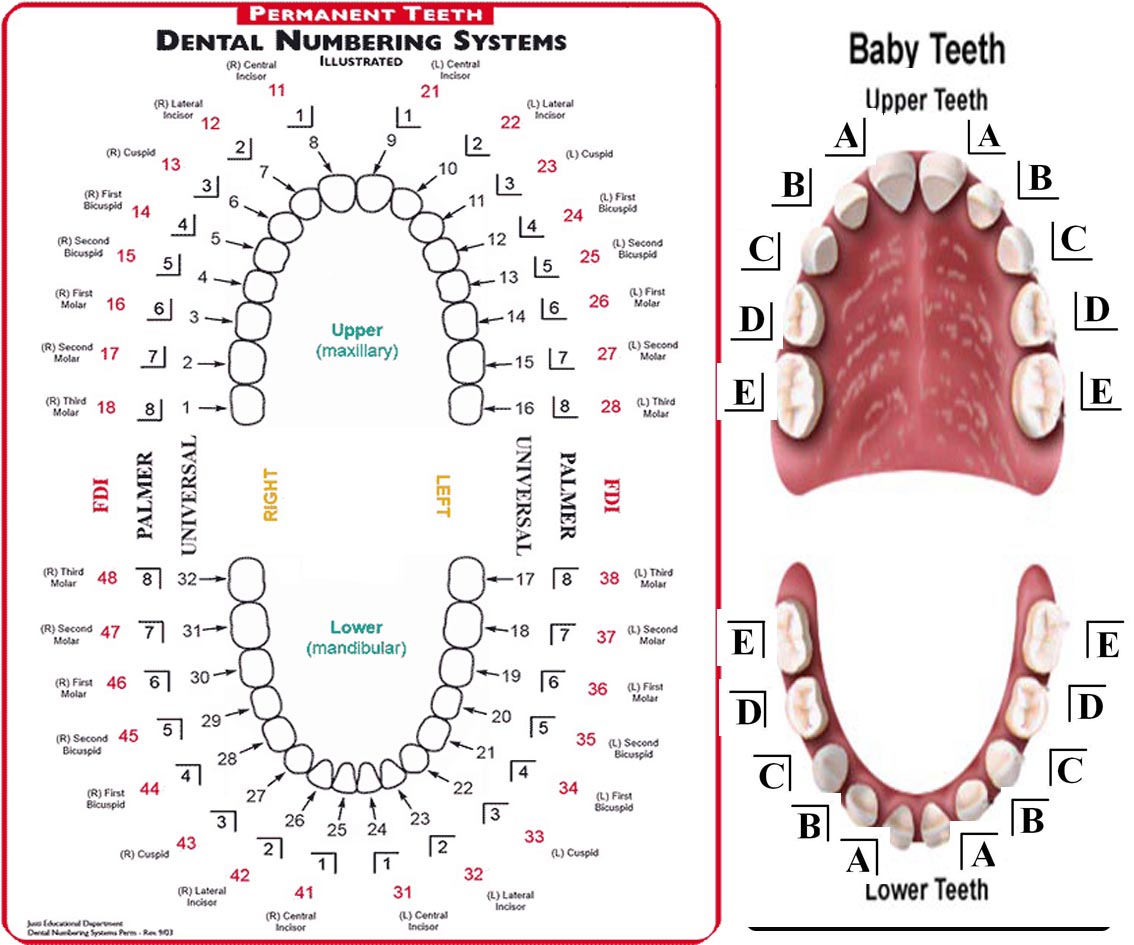 PERMANENT TEETH
DENTAL NUMBERING SYSTEMS
ILLUSTRATED
(R) Central
Incisor
11
1
8
(L) Central
Incisor
21
1
9
(R) Lateral
Incisor
12
2
7
(L) Lateral
Incisor
22
2
10
(R) Cuspid
13
3
6
(L) Cuspid
23
3
11
(R) First
Bicuspid
14
4
5
(L) First
Bicuspid
24
4
12
(R) Second
Bicuspid
15
5
4
(L) Second
Bicuspid
25
5
13
(R) First
Molar
16
6
3
(L) First
Molar
26
6
14
(R) Second
Molar
17
7
2
(L) Second
Molar
27
7
15
(R) Third
Molar
18
8
1
(L) Third
Molar
28
8
16
Upper
(maxillary)
FDI
PALMER
UNIVERSAL
RIGHT
LEFT
UNIVERSAL
PALMER
FDI
(R) Third
Molar
48
8
32
17
8
38
(L) Third
Molar
(R) Second
Molar
47
7
31
18
7
37
(L) Second
Molar
Lower
(mandibular)
(R) First
Molar
46
6
30
19
6
36
(L) First
Molar
(R) Second
Bicuspid
45
5
29
20
5
35
(L) Second
Bicuspid
(R) First
Bicuspid
44
4
28
21
4
34
(L) First
Bicuspid
(R) Cuspid
43
3
27
22
3
33
(L) Cuspid
(R) Lateral
Incisor
42
2
26
23
2
32
(L) Lateral
Incisor
(R) Central
Incisor
41
1
25
24
1
31
(L) Central
Incisor
Justi Educational Department
Dental Numbering Systems Perm - Rev. 9/03
Baby Teeth
Upper Teeth
A
A
B
B
C
C
D
D
E
E
E
E
D
D
C
C
B
B
A
A
Lower Teeth